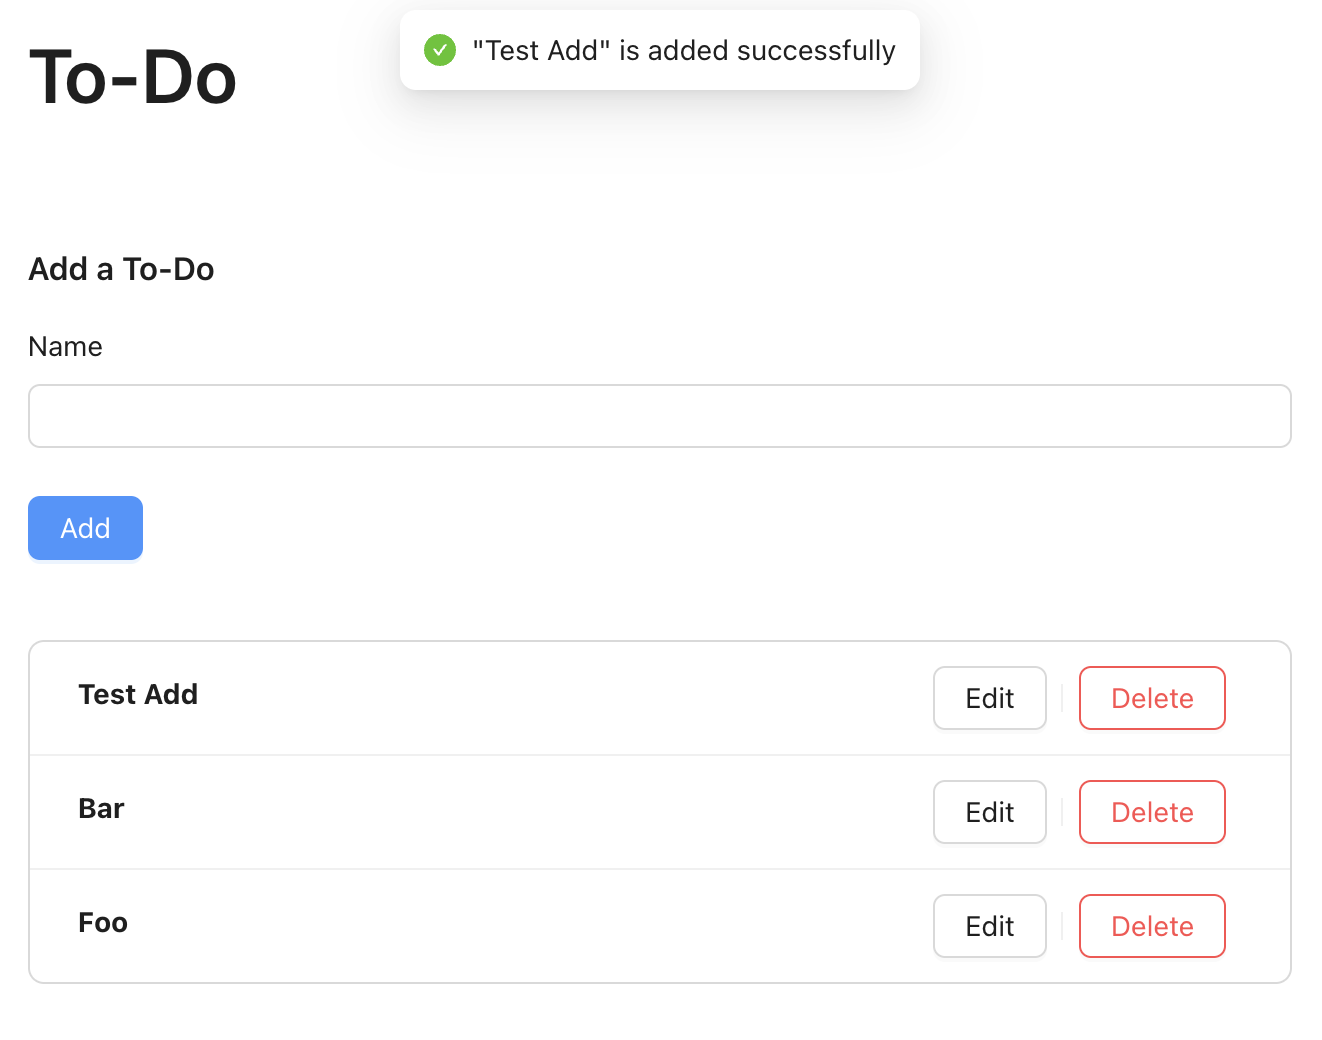 To-Do
"Test Add" is added successfully
Add a To-Do
Name
Add
Test Add Edit Delete
Bar Edit Delete
Foo Edit Delete